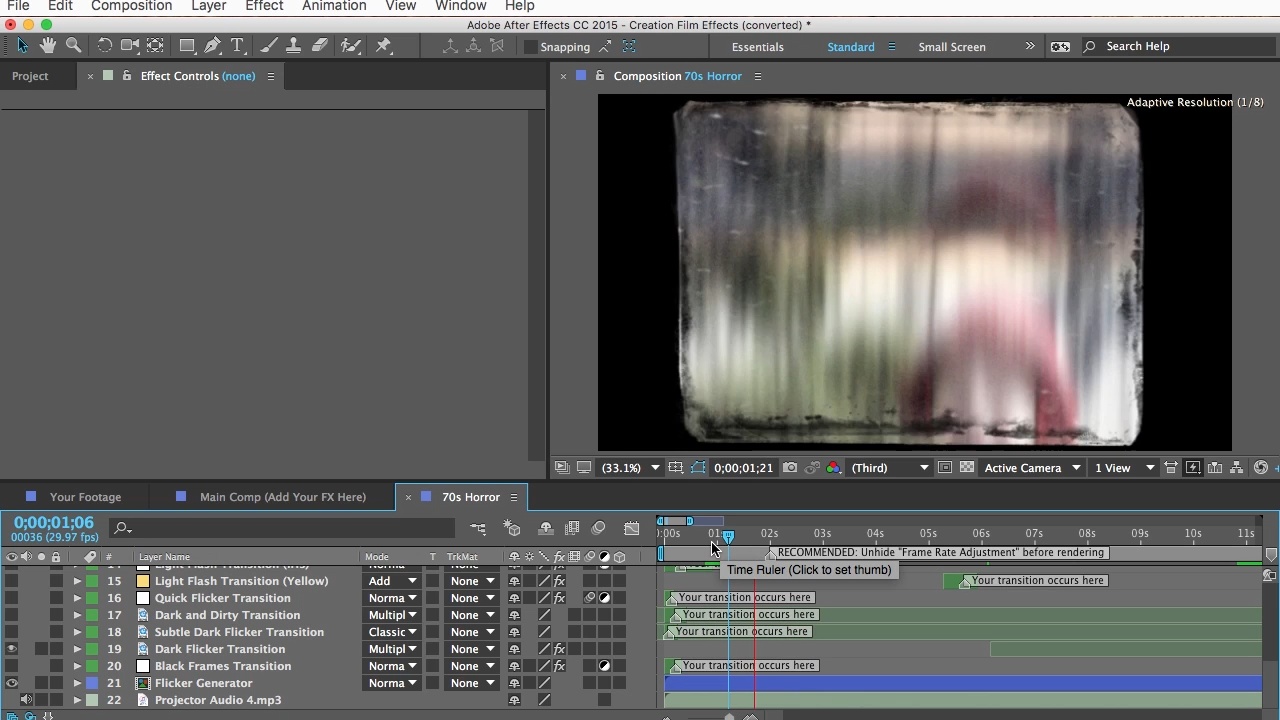 File Edit Composition Layer Effect Animation View Window Help
Adobe After Effects CC 2015 - Creation Film Effects (converted) *
Snapping Essentials Standard Small Screen Search Help
Project Effect Controls (none) Composition 70s Horror
Adaptive Resolution (1/8)
(33.1%) 0;00;01;21 (Third) Active Camera 1 View
Your Footage Main Comp (Add Your FX Here) 70s Horror
0;00;01;06
00036 (29.97 fps)
):00s 01: 02s 03s 04s 05s 06s 07s 08s 09s 10s 11s
# Layer Name Mode T TrkMat RECOMMENDED: Unhide "Frame Rate Adjustment" before rendering
Time Ruler (Click to set thumb)
15 Light Flash Transition (Yellow) Add None Your transition occurs here
16 Quick Flicker Transition Norma None Your transition occurs here
17 Dark and Dirty Transition Multipl None Your transition occurs here
18 Subtle Dark Flicker Transition Classic None Your transition occurs here
19 Dark Flicker Transition Multipl None
20 Black Frames Transition Norma None Your transition occurs here
21 Flicker Generator Norma None
22 Projector Audio 4.mp3